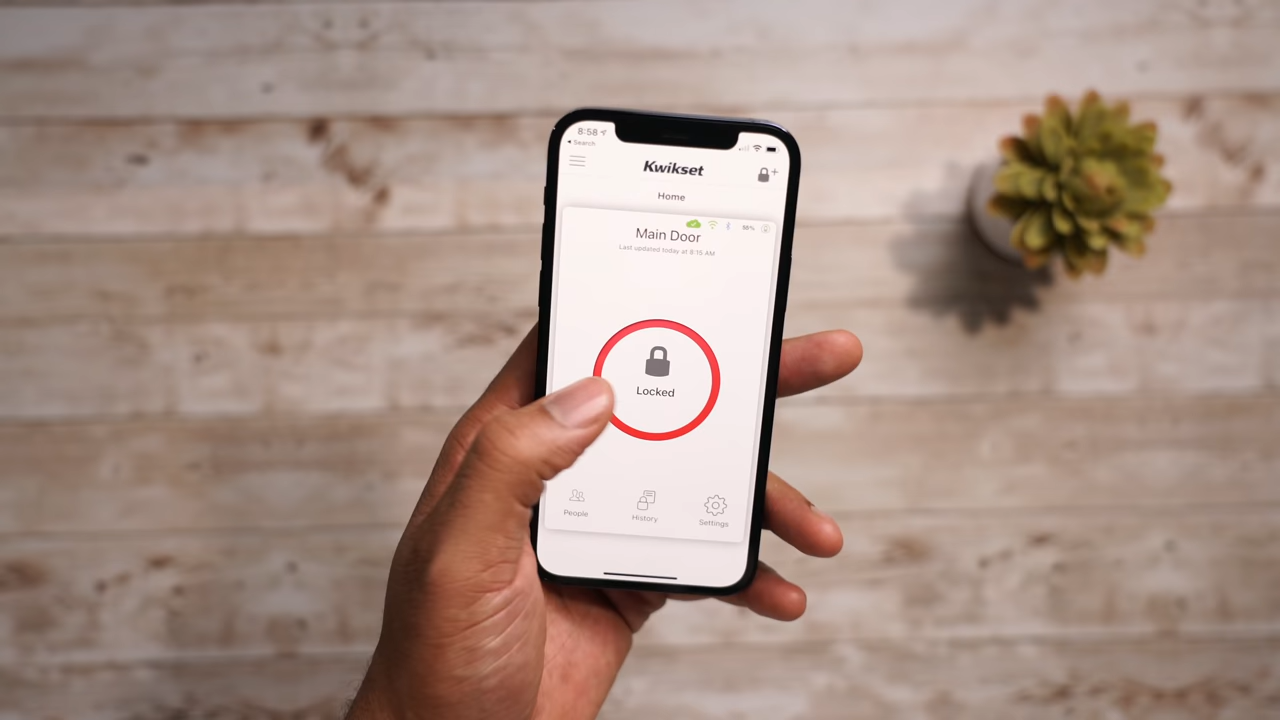 8:58
Search
Kwikset
Home
Main Door
Last updated today at 8:15 AM
Locked
People
History
Settings